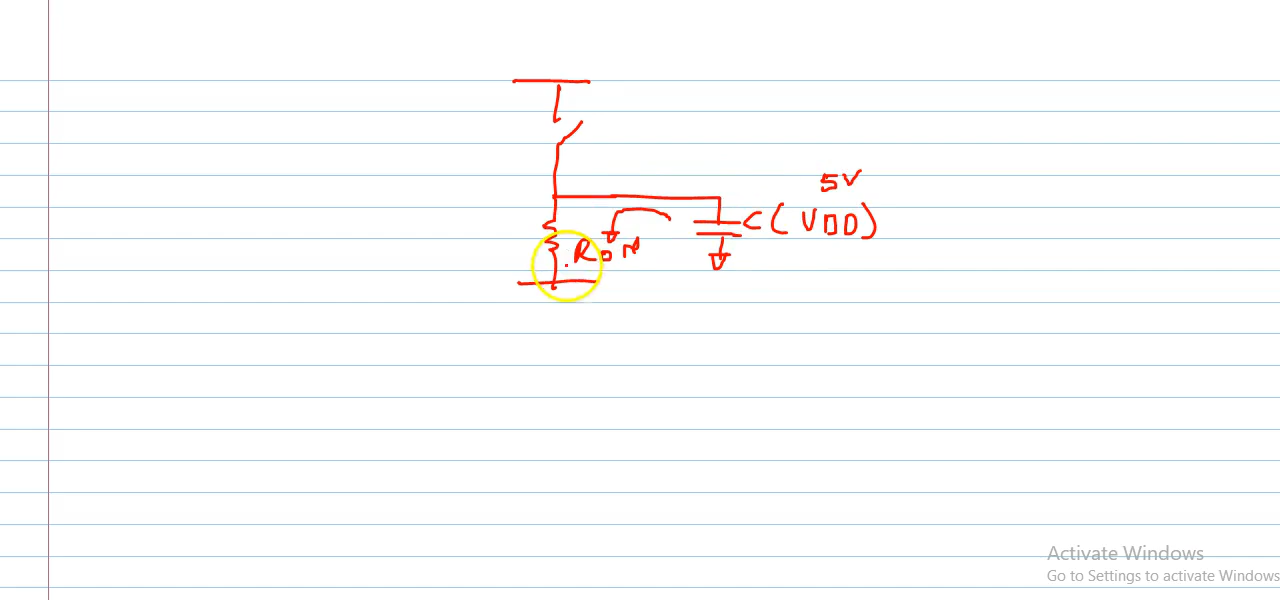 5V
C(VDD)
RON
Activate Windows
Go to Settings to activate Windows